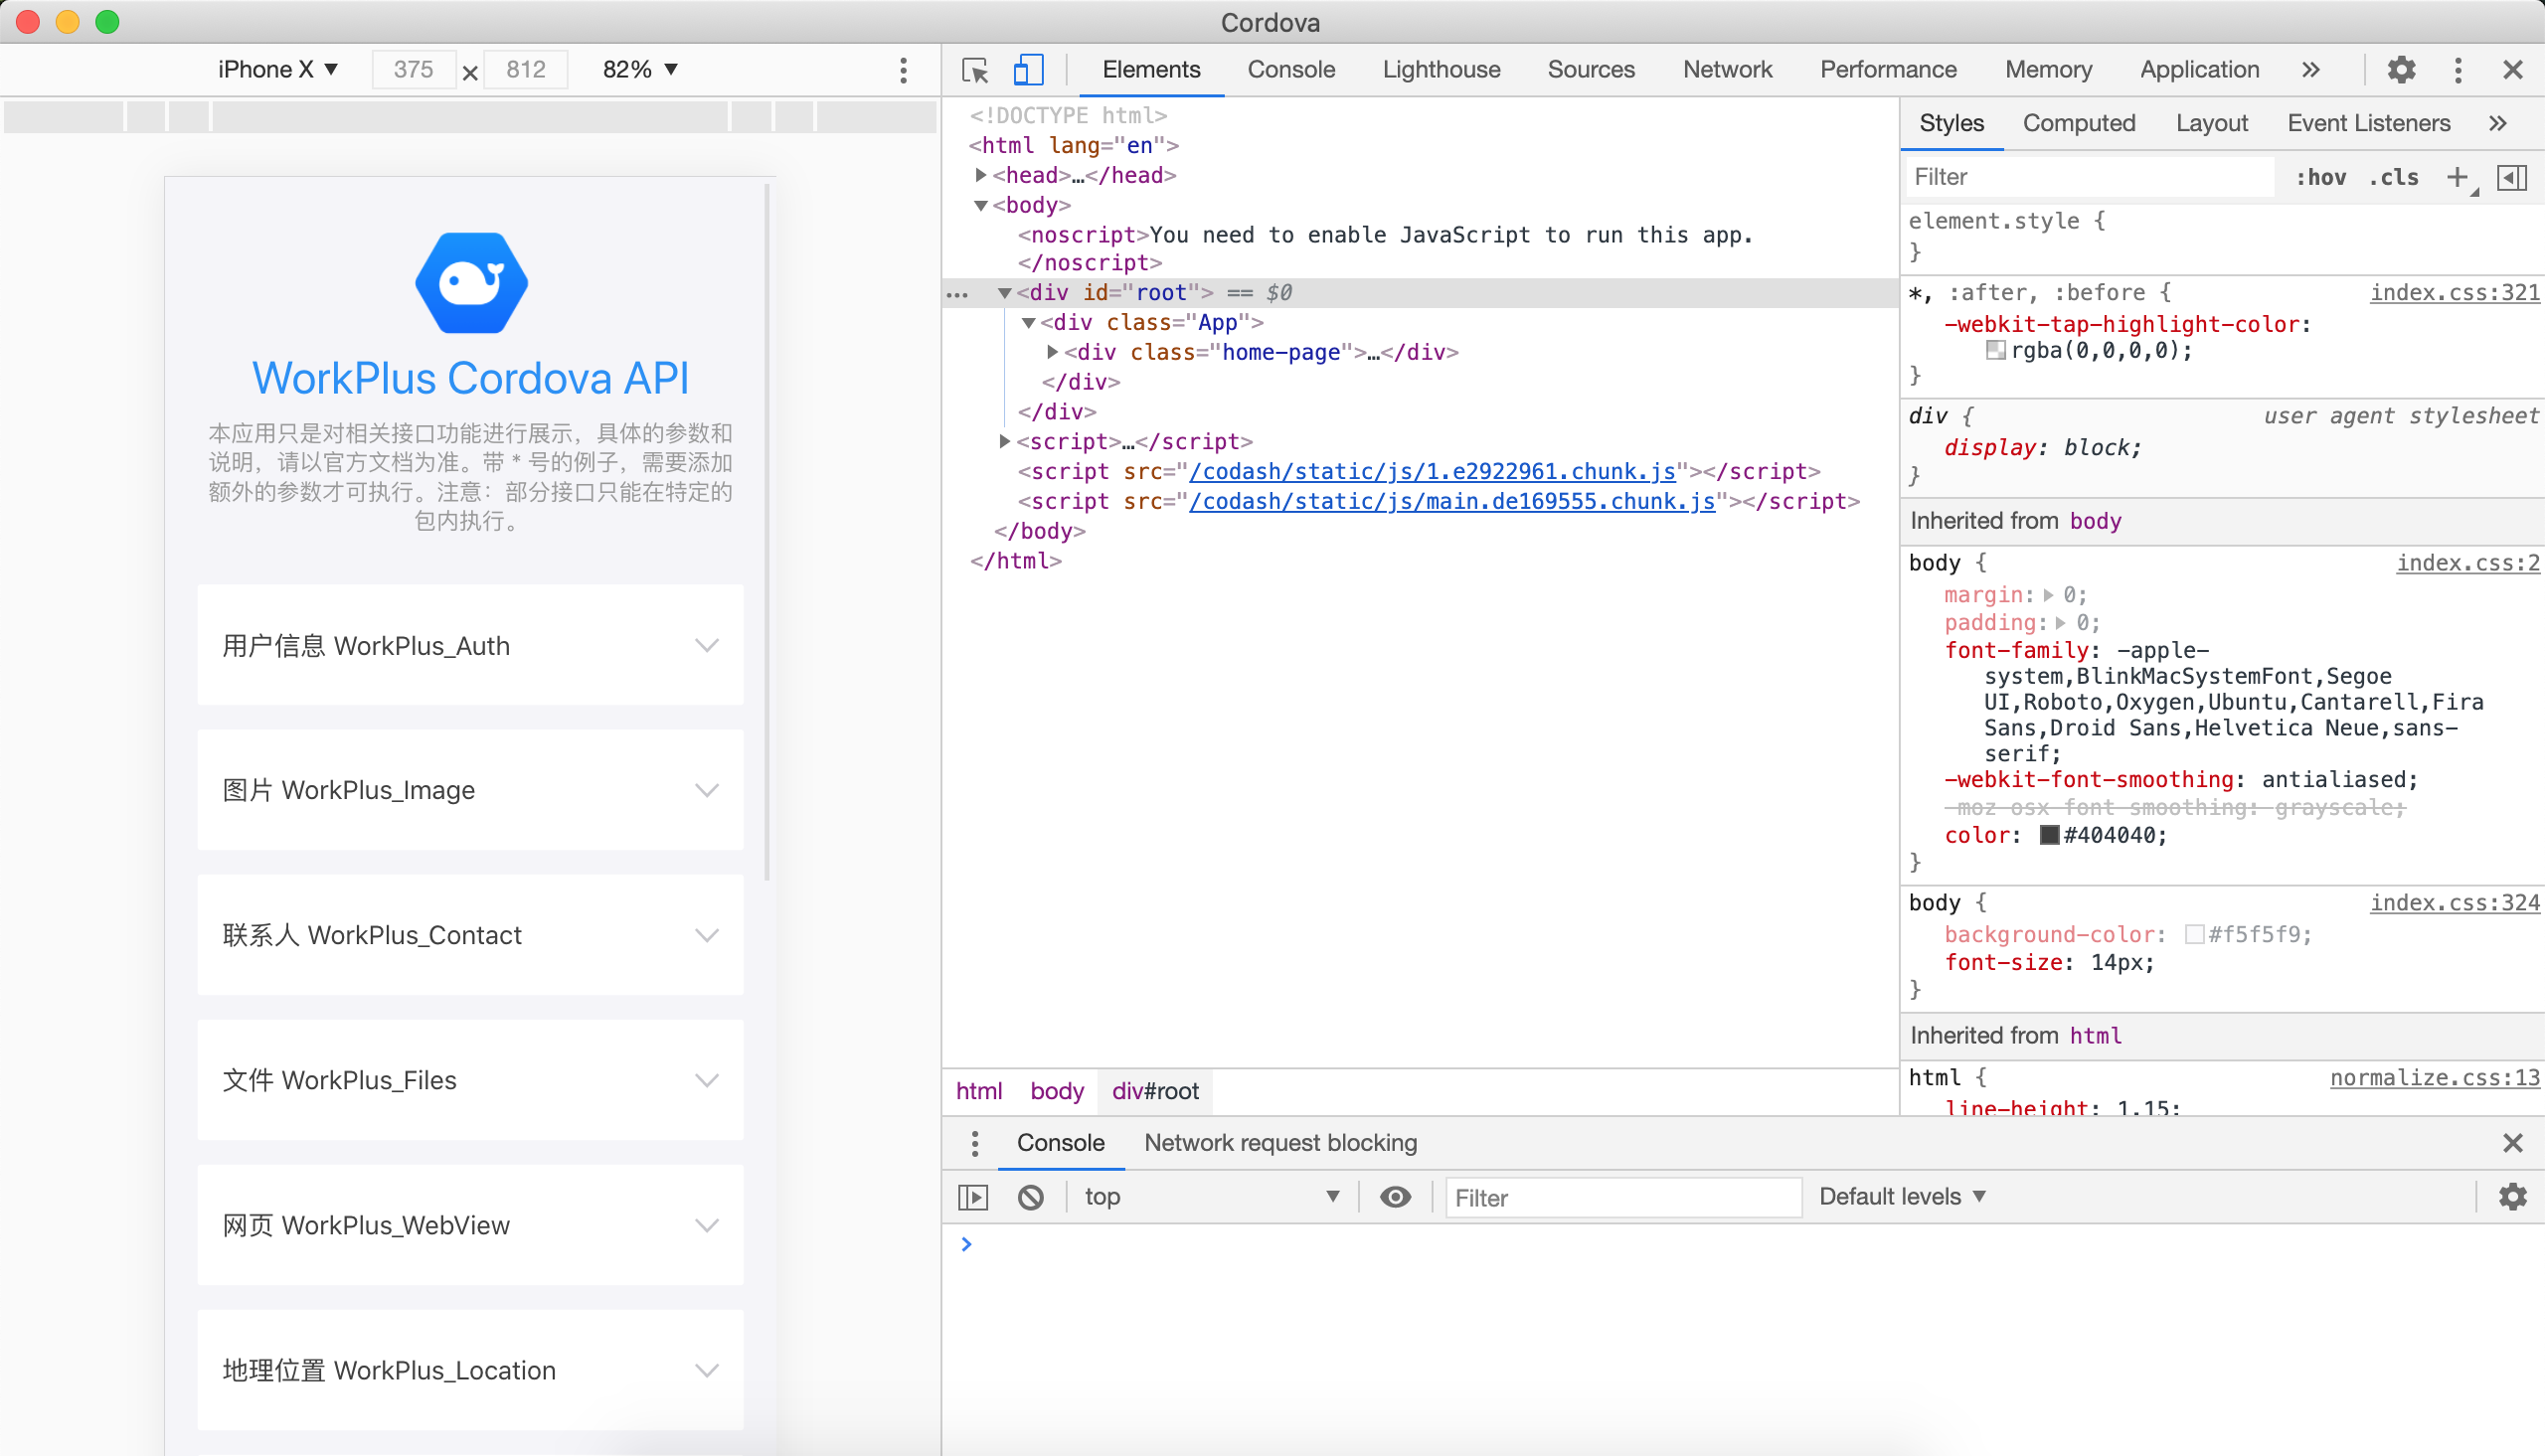 Cordova
iPhone X ▼ 375 × 812 82% ▼
Elements Console Lighthouse Sources Network Performance Memory Application »
WorkPlus Cordova API
本应用只是对相关接口功能进行展示，具体的参数和
说明，请以官方文档为准。带 * 号的例子，需要添加
额外的参数才可执行。注意：部分接口只能在特定的
包内执行。
用户信息 WorkPlus_Auth
图片 WorkPlus_Image
联系人 WorkPlus_Contact
文件 WorkPlus_Files
网页 WorkPlus_WebView
地理位置 WorkPlus_Location
<!DOCTYPE html>
<html lang="en">
▶<head>…</head>
▼<body>
<noscript>You need to enable JavaScript to run this app.
</noscript>
… ▼<div id="root"> == $0
▼<div class="App">
▶<div class="home-page">…</div>
</div>
</div>
▶<script>…</script>
<script src="/codash/static/js/1.e2922961.chunk.js"></script>
<script src="/codash/static/js/main.de169555.chunk.js"></script>
</body>
</html>
html body div#root
Styles Computed Layout Event Listeners »
Filter :hov .cls +
element.style {
}
*, :after, :before { index.css:321
-webkit-tap-highlight-color:
rgba(0,0,0,0);
}
div { user agent stylesheet
display: block;
}
Inherited from body
body { index.css:2
margin:▶ 0;
padding:▶ 0;
font-family: -apple-
system,BlinkMacSystemFont,Segoe
UI,Roboto,Oxygen,Ubuntu,Cantarell,Fira
Sans,Droid Sans,Helvetica Neue,sans-
serif;
-webkit-font-smoothing: antialiased;
-moz-osx-font-smoothing: grayscale;
color: #404040;
}
body { index.css:324
background-color: #f5f5f9;
font-size: 14px;
}
Inherited from html
html { normalize.css:13
line-height: 1.15;
Console Network request blocking
top ▼ Filter Default levels ▼
>